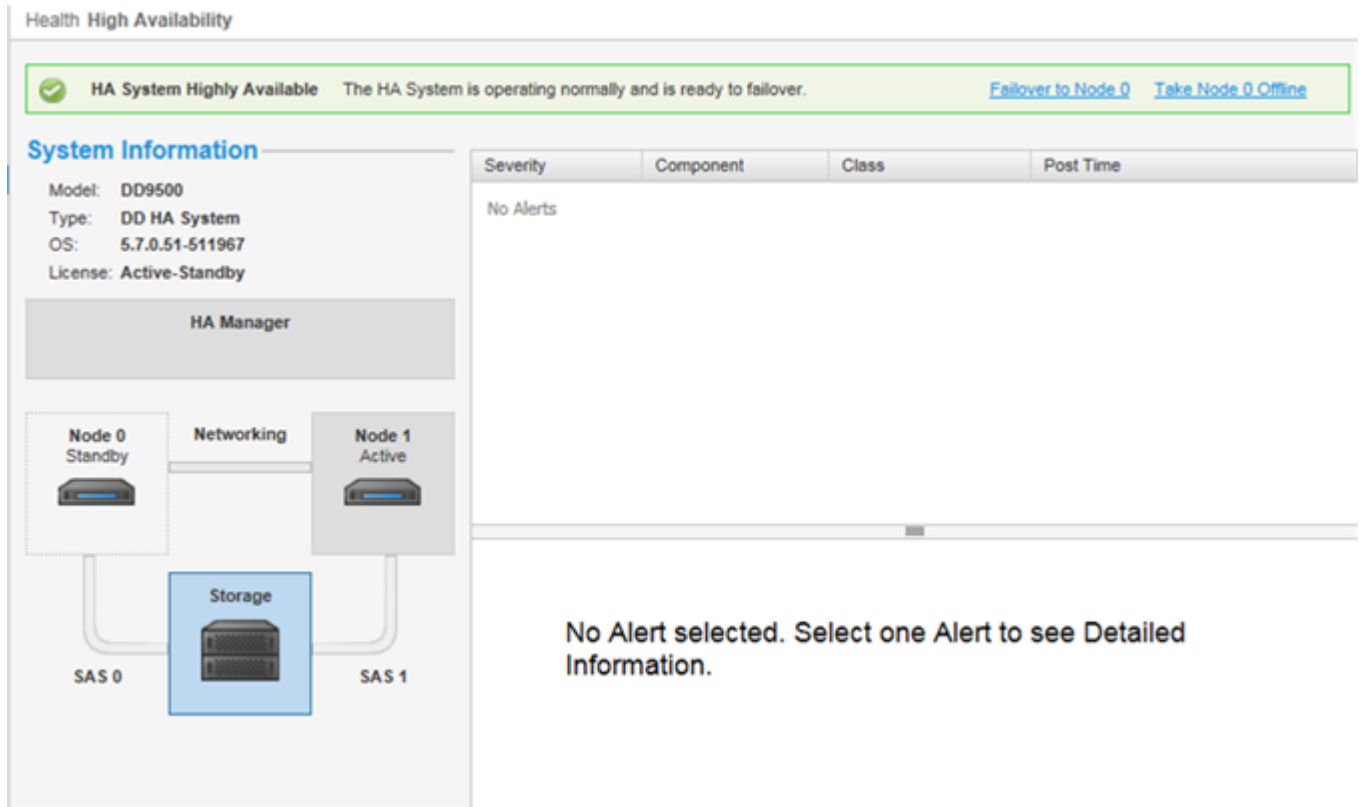 Health High Availability
HA System Highly Available The HA System is operating normally and is ready to failover. Failover to Node 0 Take Node 0 Offline
System Information
Model: DD9500
Type: DD HA System
OS: 5.7.0.51-511967
License: Active-Standby
HA Manager
Node 0
Standby
Networking
Node 1
Active
Storage
SAS 0
SAS 1
Severity Component Class Post Time
No Alerts
No Alert selected. Select one Alert to see Detailed
Information.